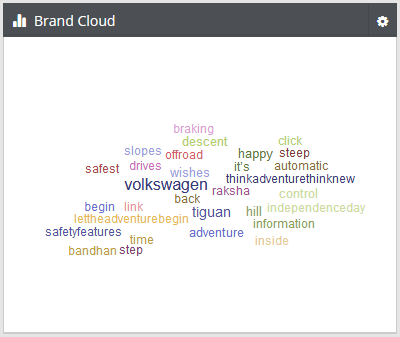 Brand Cloud
braking
descent click
slopes offroad happy steep
safest drives wishes it's automatic
volkswagen raksha thinkadventurethinknew
back control
begin link tiguan hill independenceday
lettheadventurebegin information
safetyfeatures time adventure inside
bandhan step